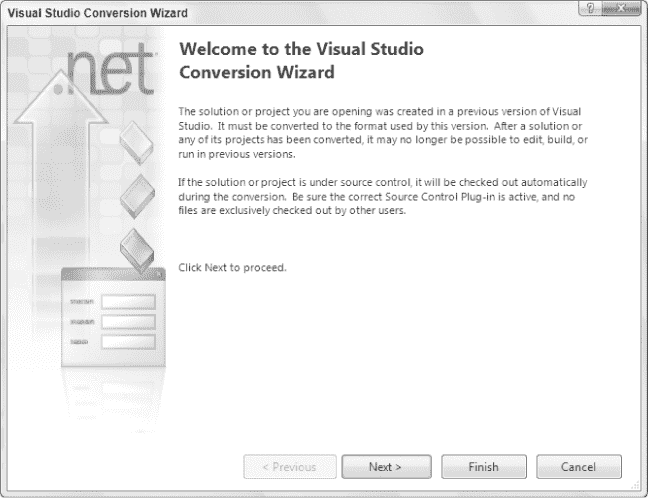 Visual Studio Conversion Wizard
.net
Welcome to the Visual Studio
Conversion Wizard
The solution or project you are opening was created in a previous version of Visual
Studio. It must be converted to the format used by this version. After a solution or
any of its projects has been converted, it may no longer be possible to edit, build, or
run in previous versions.
If the solution or project is under source control, it will be checked out automatically
during the conversion. Be sure the correct Source Control Plug-in is active, and no
files are exclusively checked out by other users.
Click Next to proceed.
< Previous
Next >
Finish
Cancel